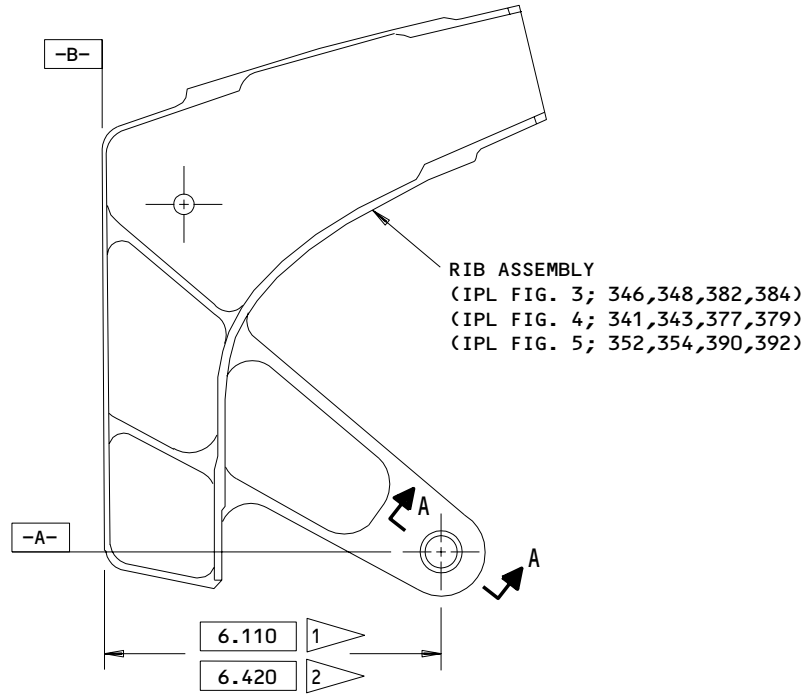 -B-
RIB ASSEMBLY
(IPL FIG. 3; 346,348,382,384)
(IPL FIG. 4; 341,343,377,379)
(IPL FIG. 5; 352,354,390,392)
A
-A-
A
6.110 1
6.420 2